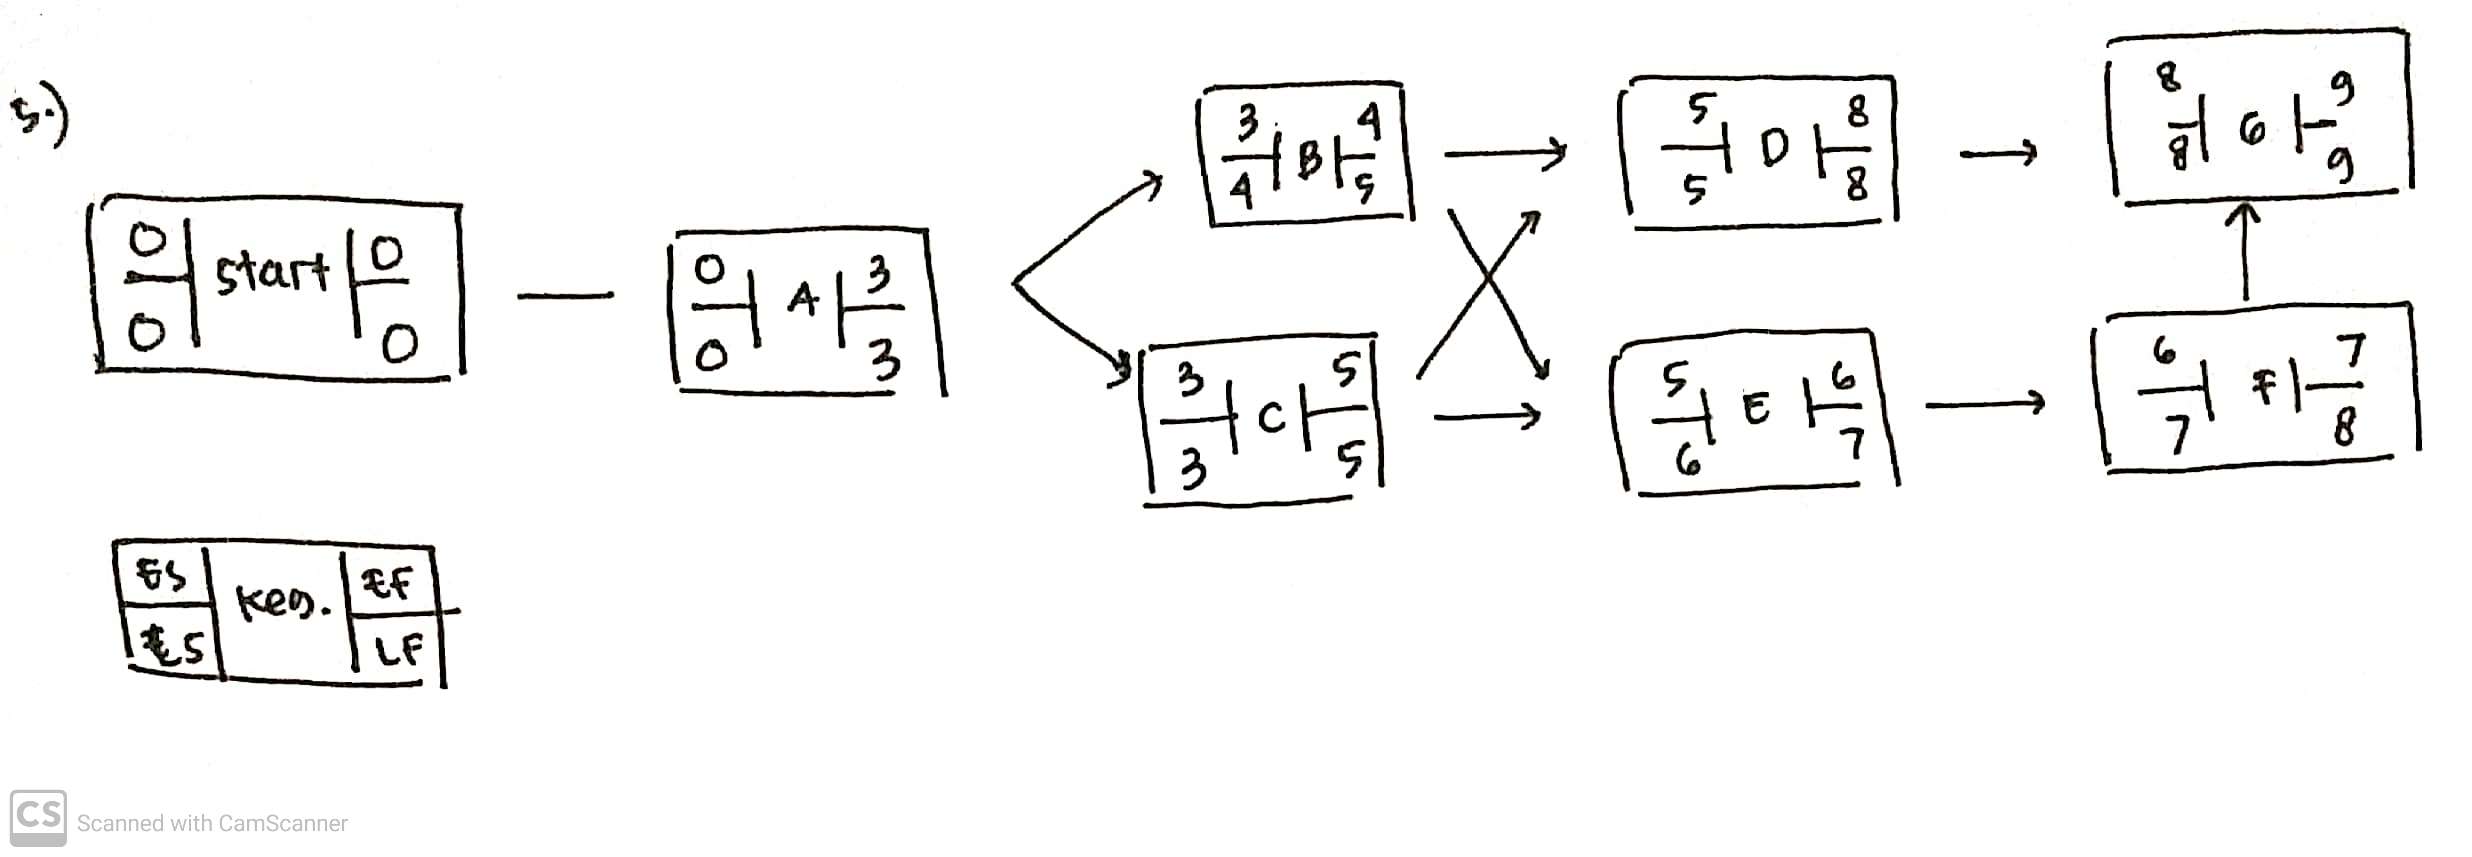 5.)
0 start 0
0 0
0 A 3
0 3
3 B 4
4 5
3 C 5
3 5
5 D 8
5 8
5 E 6
6 7
8 G 9
8 9
6 F 7
7 8
ES Keg. EF
LS LF
CS Scanned with CamScanner